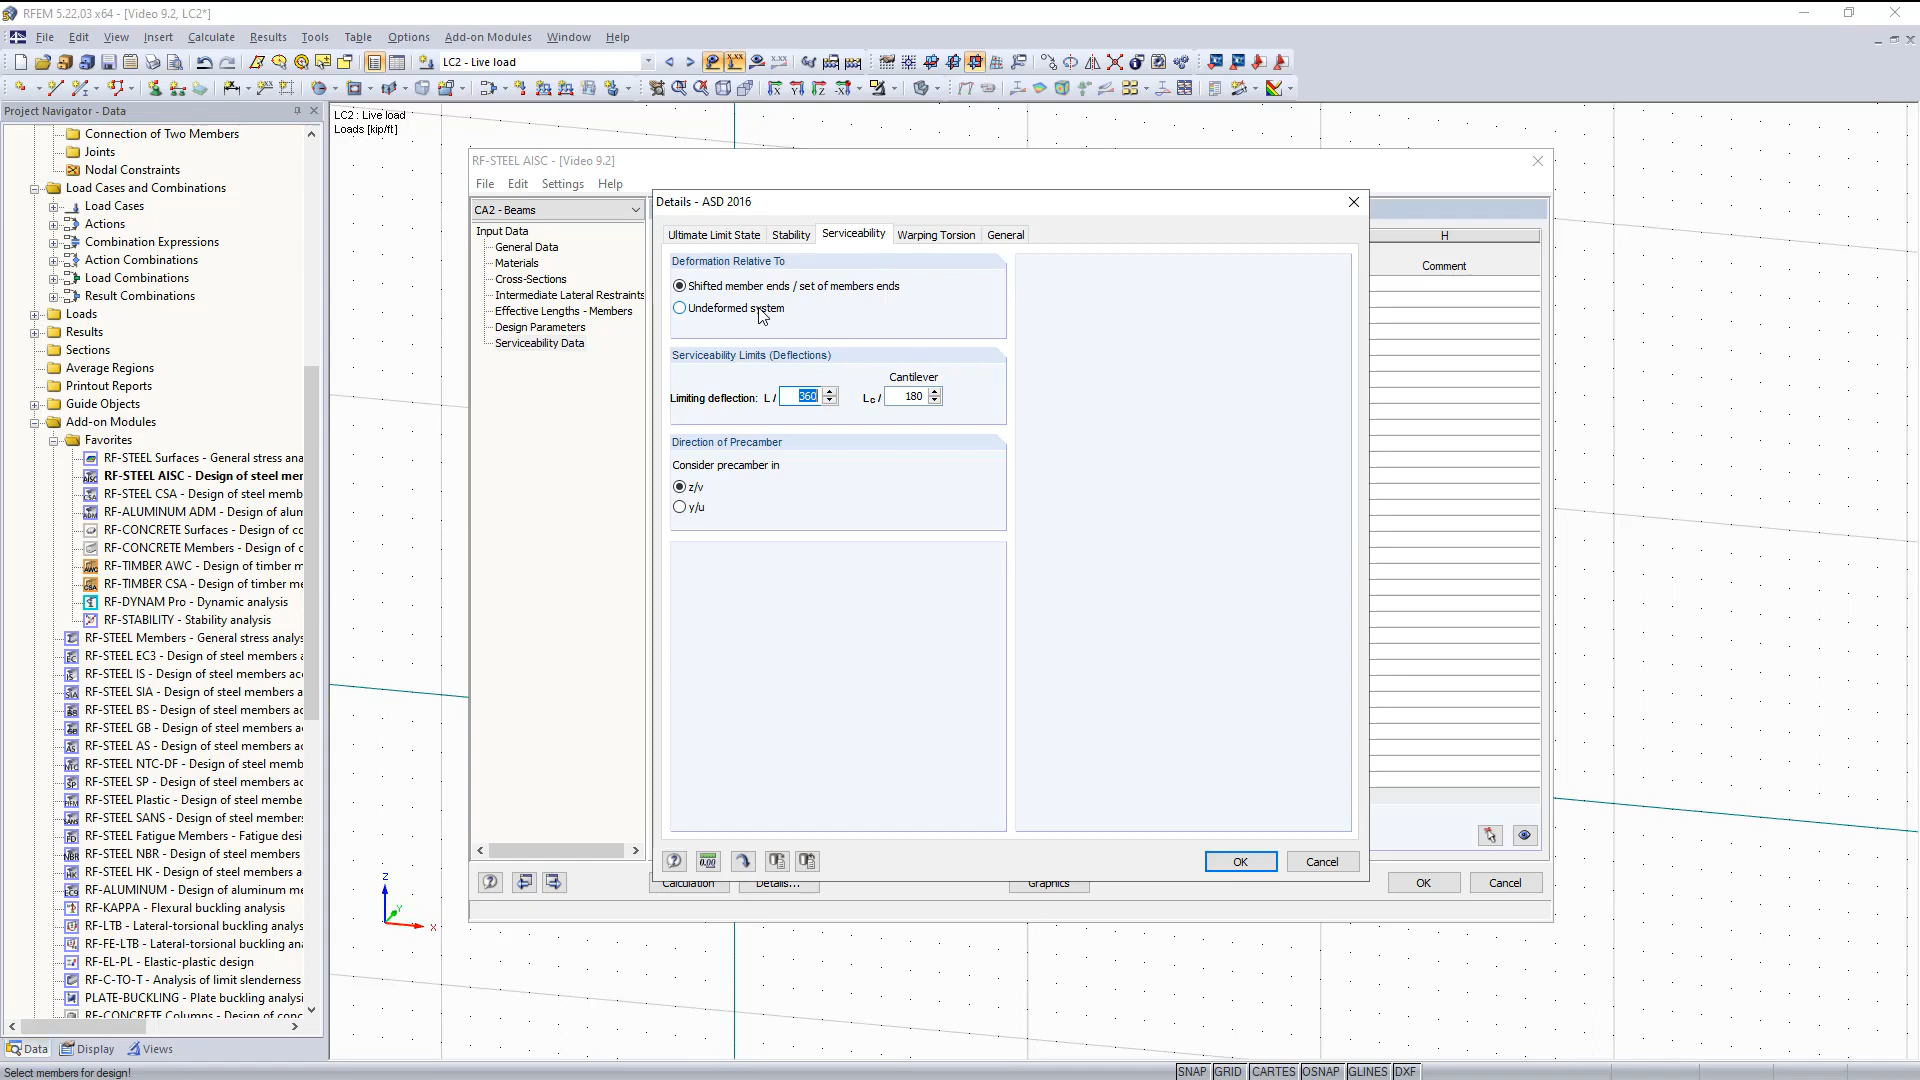 RFEM 5.22.03 x64 - [Video 9.2, LC2*]
File Edit View Insert Calculate Results Tools Table Options Add-on Modules Window Help
LC2 - Live load
Project Navigator - Data
Connection of Two Members
Joints
Nodal Constraints
Load Cases and Combinations
Load Cases
Actions
Combination Expressions
Action Combinations
Load Combinations
Result Combinations
Loads
Results
Sections
Average Regions
Printout Reports
Guide Objects
Add-on Modules
Favorites
RF-STEEL Surfaces - General stress ana
RF-STEEL AISC - Design of steel mer
RF-STEEL CSA - Design of steel memb
RF-ALUMINUM ADM - Design of alun
RF-CONCRETE Surfaces - Design of cc
RF-CONCRETE Members - Design of c
RF-TIMBER AWC - Design of timber m
RF-TIMBER CSA - Design of timber me
RF-DYNAM Pro - Dynamic analysis
RF-STABILITY - Stability analysis
RF-STEEL Members - General stress analys
RF-STEEL EC3 - Design of steel members a
RF-STEEL IS - Design of steel members acc
RF-STEEL SIA - Design of steel members a
RF-STEEL BS - Design of steel members ac
RF-STEEL GB - Design of steel members ac
RF-STEEL AS - Design of steel members ac
RF-STEEL NTC-DF - Design of steel membe
RF-STEEL SP - Design of steel members ac
RF-STEEL Plastic - Design of steel membe
RF-STEEL SANS - Design of steel members
RF-STEEL Fatigue Members - Fatigue desi
RF-STEEL NBR - Design of steel members
RF-STEEL HK - Design of steel members ac
RF-ALUMINUM - Design of aluminum me
RF-KAPPA - Flexural buckling analysis
RF-LTB - Lateral-torsional buckling analys
RF-FE-LTB - Lateral-torsional buckling ana
RF-EL-PL - Elastic-plastic design
RF-C-TO-T - Analysis of limit slenderness
PLATE-BUCKLING - Plate buckling analysi
RF-CONCRETE Columns - Design of conc
Data Display Views
Select members for design!
LC2 : Live load
Loads [kip/ft]
Z
Y
X
RF-STEEL AISC - [Video 9.2]
File Edit Settings Help
CA2 - Beams
Input Data
General Data
Materials
Cross-Sections
Intermediate Lateral Restraints
Effective Lengths - Members
Design Parameters
Serviceability Data
H
Comment
Details - ASD 2016
Ultimate Limit State Stability Serviceability Warping Torsion General
Deformation Relative To
Shifted member ends / set of members ends
Undeformed system
Serviceability Limits (Deflections)
Cantilever
Limiting deflection: L / 360 Lc / 180
Direction of Precamber
Consider precamber in
z/v
y/u
0.00
OK Cancel
Calculation Details... Graphics OK Cancel
SNAP GRID CARTES OSNAP GLINES DXF